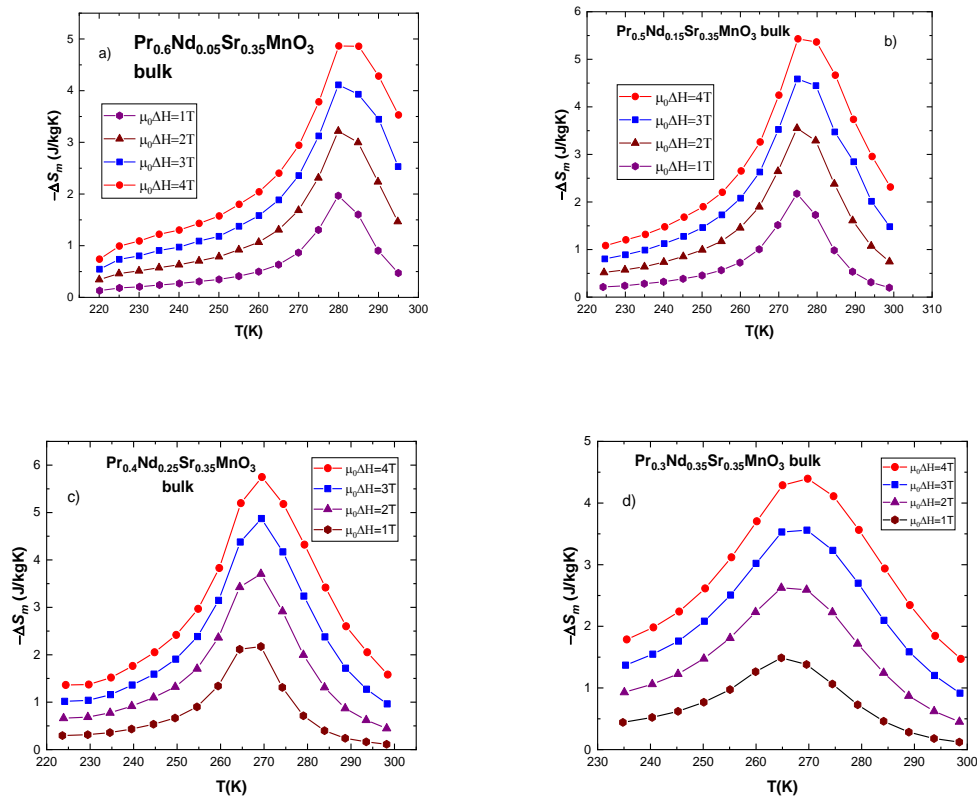 a)
Pr0.6Nd0.05Sr0.35MnO3
bulk
μ0ΔH=1T
μ0ΔH=2T
μ0ΔH=3T
μ0ΔH=4T
−ΔSm (J/kgK)
5
4
3
2
1
0
220 230 240 250 260 270 280 290 300
T(K)
Pr0.5Nd0.15Sr0.35MnO3 bulk
b)
μ0ΔH=4T
μ0ΔH=3T
μ0ΔH=2T
μ0ΔH=1T
−ΔSm (J/kgK)
6
5
4
3
2
1
0
220 230 240 250 260 270 280 290 300 310
T(K)
Pr0.4Nd0.25Sr0.35MnO3
bulk
c)
μ0ΔH=4T
μ0ΔH=3T
μ0ΔH=2T
μ0ΔH=1T
−ΔSm (J/kgK)
6
5
4
3
2
1
0
220 230 240 250 260 270 280 290 300
T(K)
Pr0.3Nd0.35Sr0.35MnO3 bulk
d)
μ0ΔH=4T
μ0ΔH=3T
μ0ΔH=2T
μ0ΔH=1T
−ΔSm (J/kgK)
5
4
3
2
1
0
230 240 250 260 270 280 290 300
T(K)